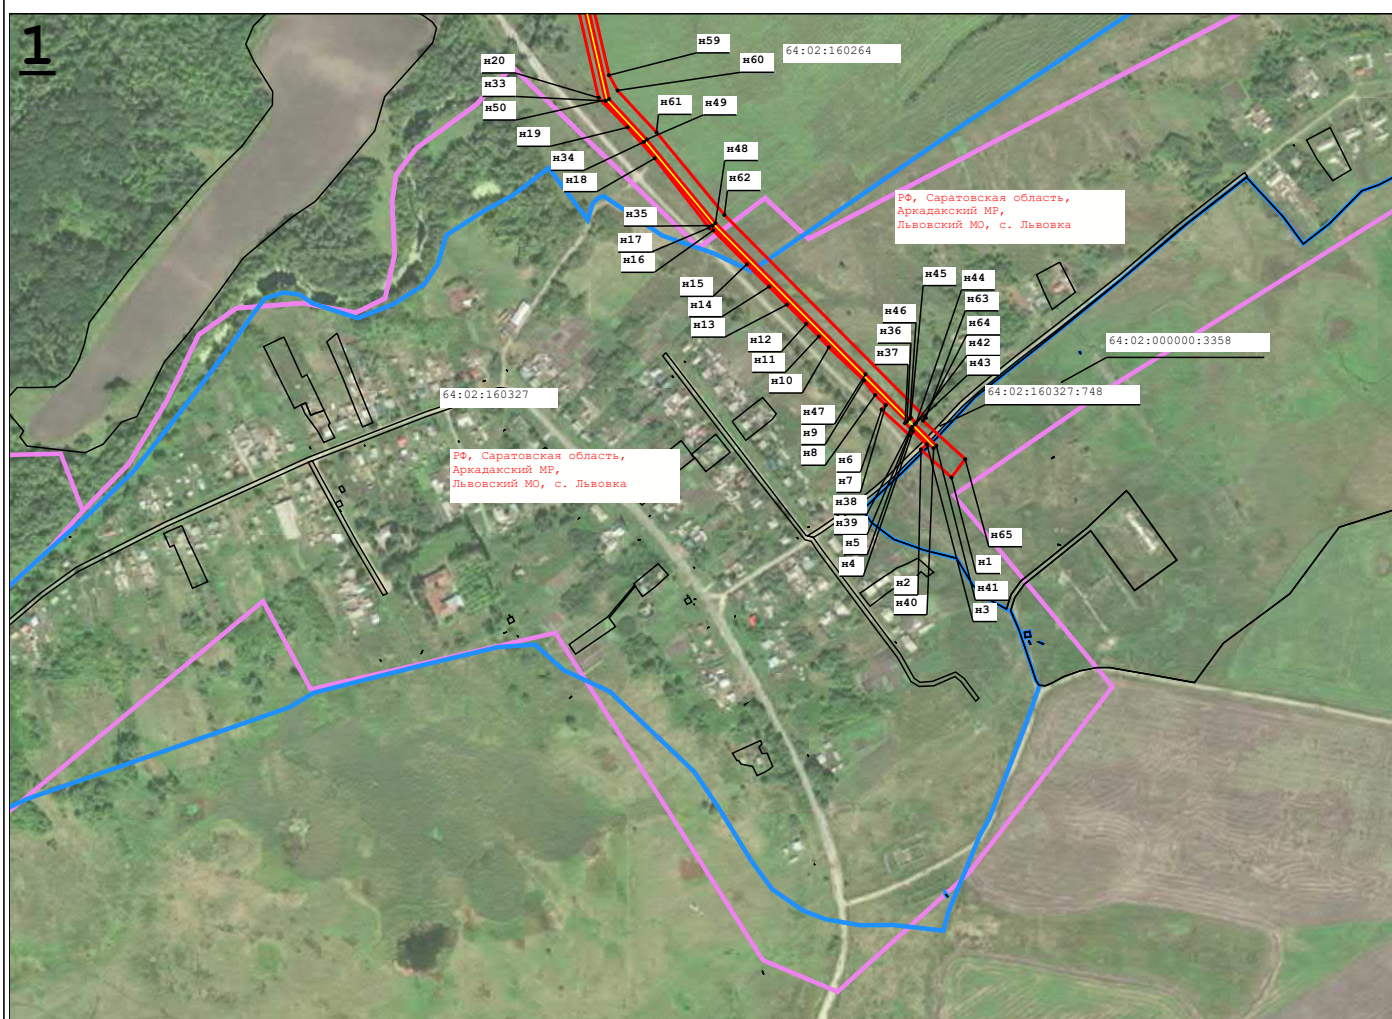 1
н59
64:02:160264
н20
н60
н33
н50
н61
н49
н19
н34
н48
н18
н62
РФ, Саратовская область,
Аркадакский МР,
Львовский МО, с. Львовка
н35
н17
н16
н45
н44
н15
н63
н14
н46
н13
н64
н36
н12
н42
64:02:000000:3358
н37
н11
н43
н10
64:02:160327
64:02:160327:748
н47
н9
н8
РФ, Саратовская область,
Аркадакский МР,
Львовский МО, с. Львовка
н6
н7
н38
н39
н65
н5
н4
н1
н2
н41
н40
н3